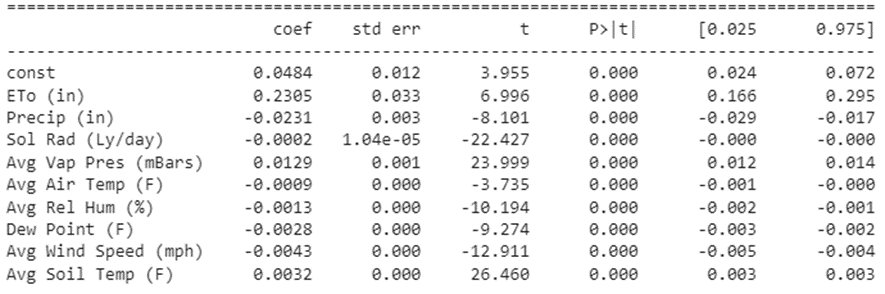 ==============================================================================
coef std err t P>|t| [0.025 0.975]
------------------------------------------------------------------------------
const 0.0484 0.012 3.955 0.000 0.024 0.072
ETo (in) 0.2305 0.033 6.996 0.000 0.166 0.295
Precip (in) -0.0231 0.003 -8.101 0.000 -0.029 -0.017
Sol Rad (Ly/day) -0.0002 1.04e-05 -22.427 0.000 -0.000 -0.000
Avg Vap Pres (mBars) 0.0129 0.001 23.999 0.000 0.012 0.014
Avg Air Temp (F) -0.0009 0.000 -3.735 0.000 -0.001 -0.000
Avg Rel Hum (%) -0.0013 0.000 -10.194 0.000 -0.002 -0.001
Dew Point (F) -0.0028 0.000 -9.274 0.000 -0.003 -0.002
Avg Wind Speed (mph) -0.0043 0.000 -12.911 0.000 -0.005 -0.004
Avg Soil Temp (F) 0.0032 0.000 26.460 0.000 0.003 0.003